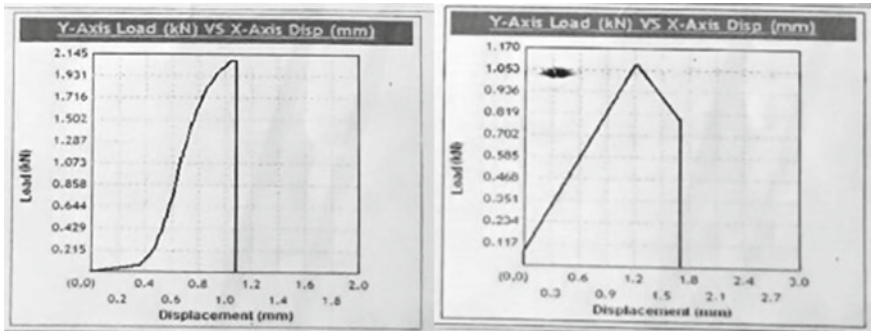 Y-Axis Load (kN) VS X-Axis Disp (mm)
2.145
1.931
1.716
1.502
1.287
1.073
0.858
0.644
0.429
0.215
Load (kN)
(0.0) 0.4 0.8 1.2 1.6 2.0
0.2 0.6 1.0 1.4 1.8
Displacement (mm)
Y-Axis Load (kN) VS X-Axis Disp (mm)
1.170
1.053
0.936
0.819
0.702
0.585
0.468
0.351
0.234
0.117
Load (kN)
(0.0) 0.6 1.2 1.8 2.4 3.0
0.3 0.9 1.5 2.1 2.7
Displacement (mm)